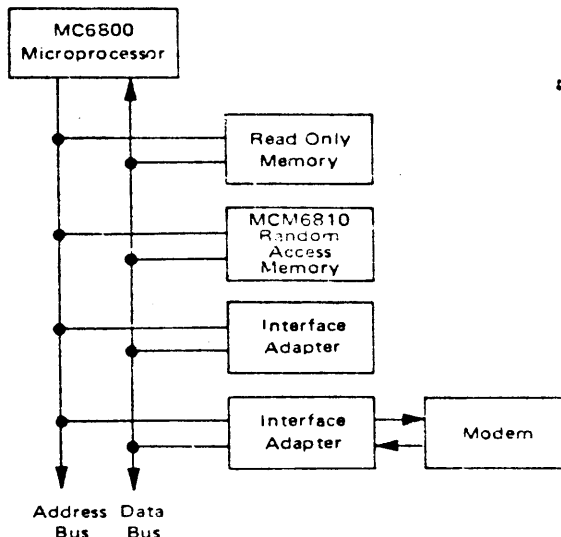 MC6800
Microprocessor
Read Only
Memory
MCM6810
Random
Access
Memory
Interface
Adapter
Interface
Adapter
Modem
Address Data
Bus Bus